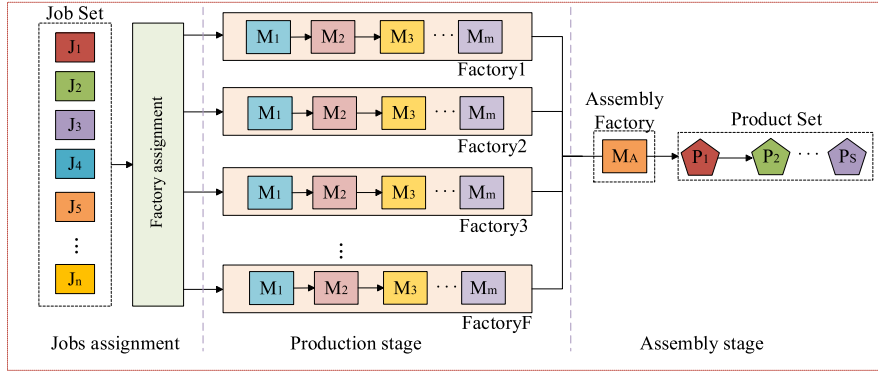 Job Set
J1
J2
J3
J4
J5
Jn
Factory assignment
M1 M2 M3 ··· Mm
Factory1
M1 M2 M3 ··· Mm
Factory2
M1 M2 M3 ··· Mm
Factory3
M1 M2 M3 ··· Mm
FactoryF
Assembly
Factory
MA
Product Set
P1 P2 ··· PS
Jobs assignment
Production stage
Assembly stage